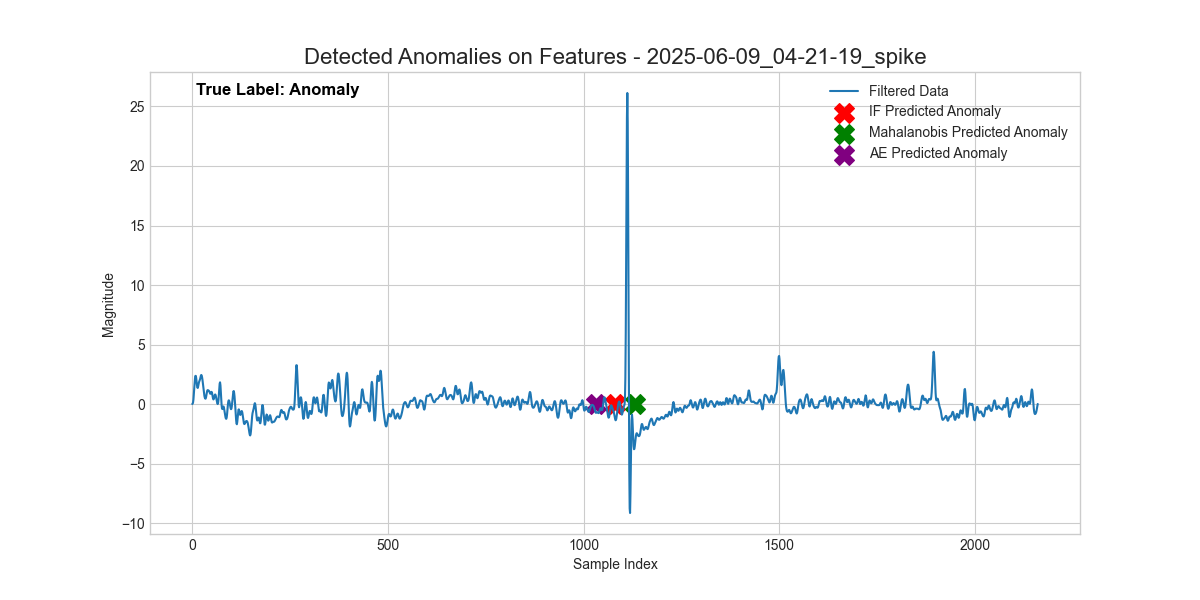 Detected Anomalies on Features - 2025-06-09_04-21-19_spike
True Label: Anomaly
Filtered Data
IF Predicted Anomaly
Mahalanobis Predicted Anomaly
AE Predicted Anomaly
25
20
15
10
5
0
−5
−10
Magnitude
0 500 1000 1500 2000
Sample Index